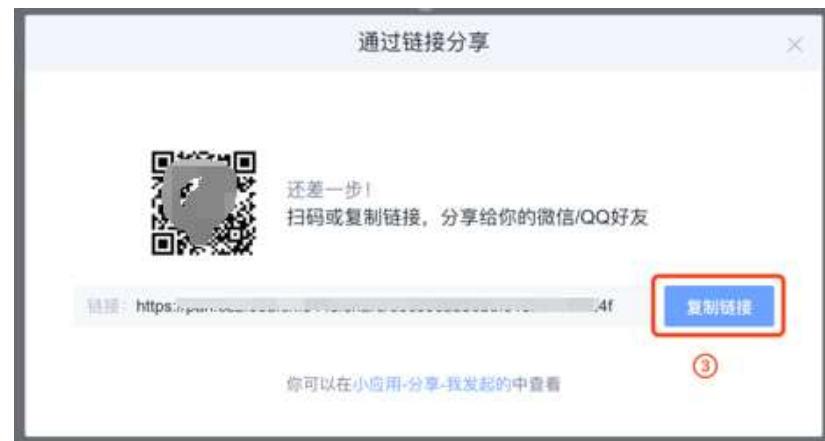 通过链接分享
还差一步！
扫码或复制链接，分享给你的微信/QQ好友
链接： https:// 4f
复制链接
③
你可以在小应用-分享-我发起的中查看